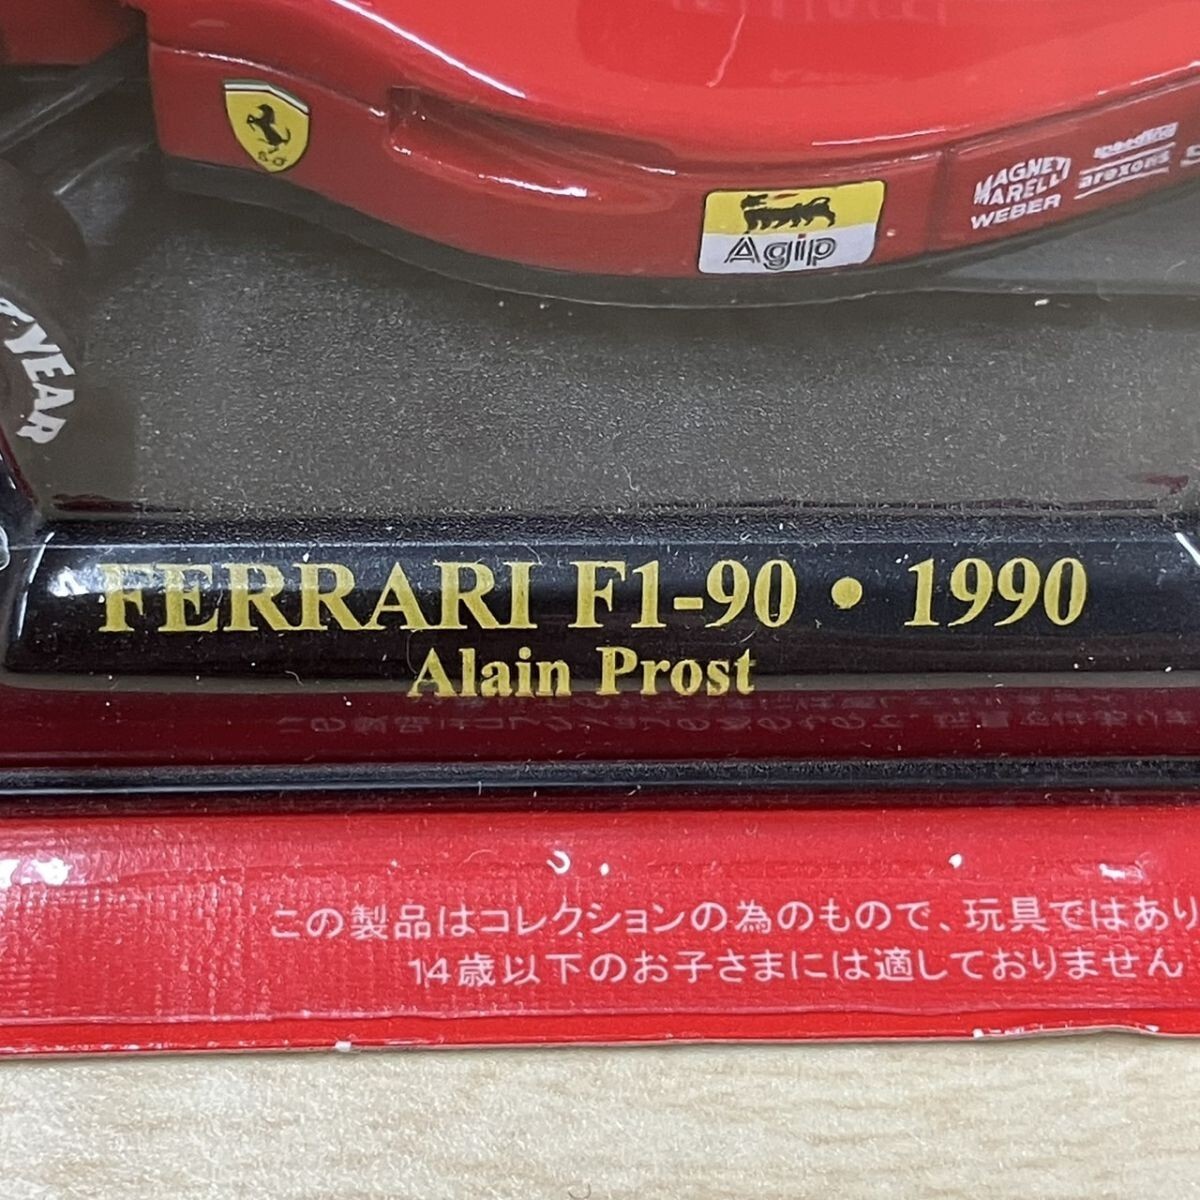 MAGNETI
MARELLI
WEBER
speedline
arexons
Agip
YEAR
FERRARI F1-90 • 1990
Alain Prost
この製品はコレクションの為のもので、玩具ではあり
14歳以下のお子さまには適しておりません